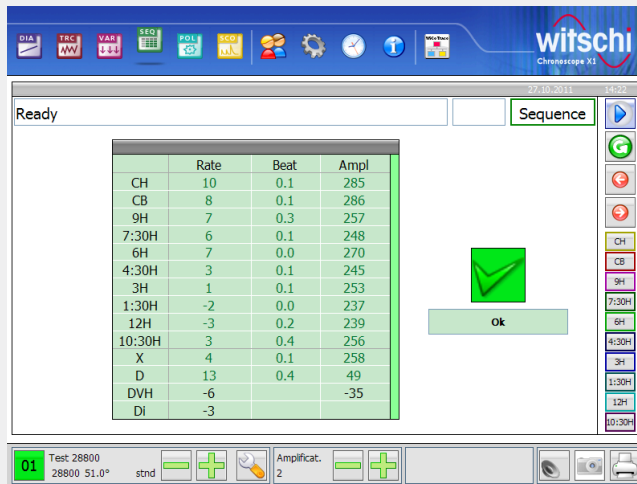 DIA TRC VAR SEQ POL SCO Wide Trace
witschi
Chronoscope X1
27.10.2011 14:22
Ready Sequence
Rate Beat Ampl
CH 10 0.1 285
CB 8 0.1 286
9H 7 0.3 257
7:30H 6 0.1 248
6H 7 0.0 270
4:30H 3 0.1 245
3H 1 0.1 253
1:30H -2 0.0 237
12H -3 0.2 239
10:30H 3 0.4 256
X 4 0.1 258
D 13 0.4 49
DVH -6 -35
Di -3
Ok
CH
CB
9H
7:30H
6H
4:30H
3H
1:30H
12H
10:30H
01 Test 28800
28800 51.0° stnd
Amplificat.
2